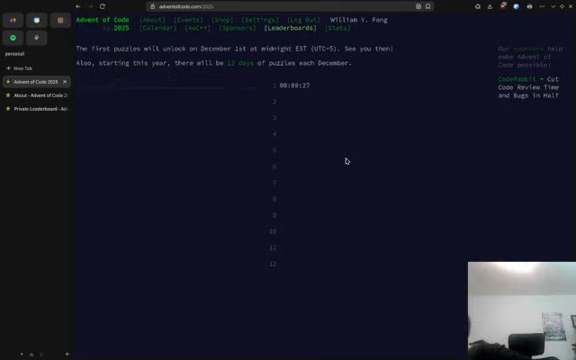 adventofcode.com/2025
personal
New Tab
Advent of Code 2025
About - Advent of Code 2
Private Leaderboard - Ad
Advent of Code [About] [Events] [Shop] [Settings] [Log Out] William Y. Feng
2025 [Calendar] [AoC++] [Sponsors] [Leaderboards] [Stats]
The first puzzles will unlock on December 1st at midnight EST (UTC-5). See you then!
Also, starting this year, there will be 12 days of puzzles each December.
1 00:00:27
2
3
4
5
6
7
8
9
10
11
12
Our sponsors help
make Advent of
Code possible:
CodeRabbit - Cut
Code Review Time
and Bugs in Half